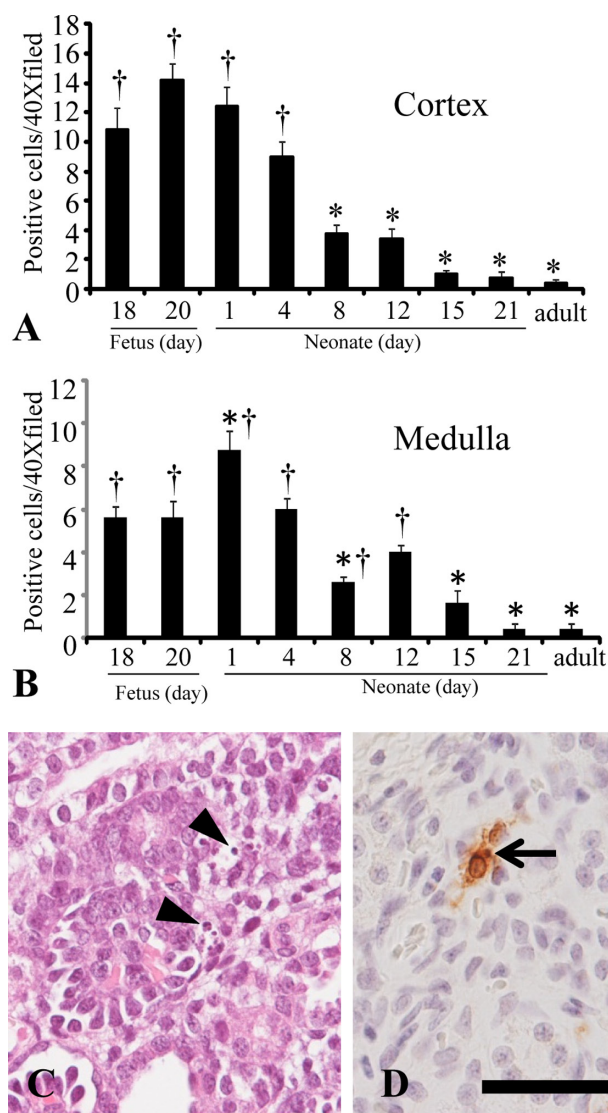 18
16
14
12
10
8
6
4
2
0
Positive cells/40Xfiled
Cortex
† † † † * * * * *
18 20 1 4 8 12 15 21 adult
Fetus (day) Neonate (day)
A
12
10
8
6
4
2
0
Positive cells/40Xfiled
Medulla
† † *† † *† † * * *
18 20 1 4 8 12 15 21 adult
Fetus (day) Neonate (day)
B
C D